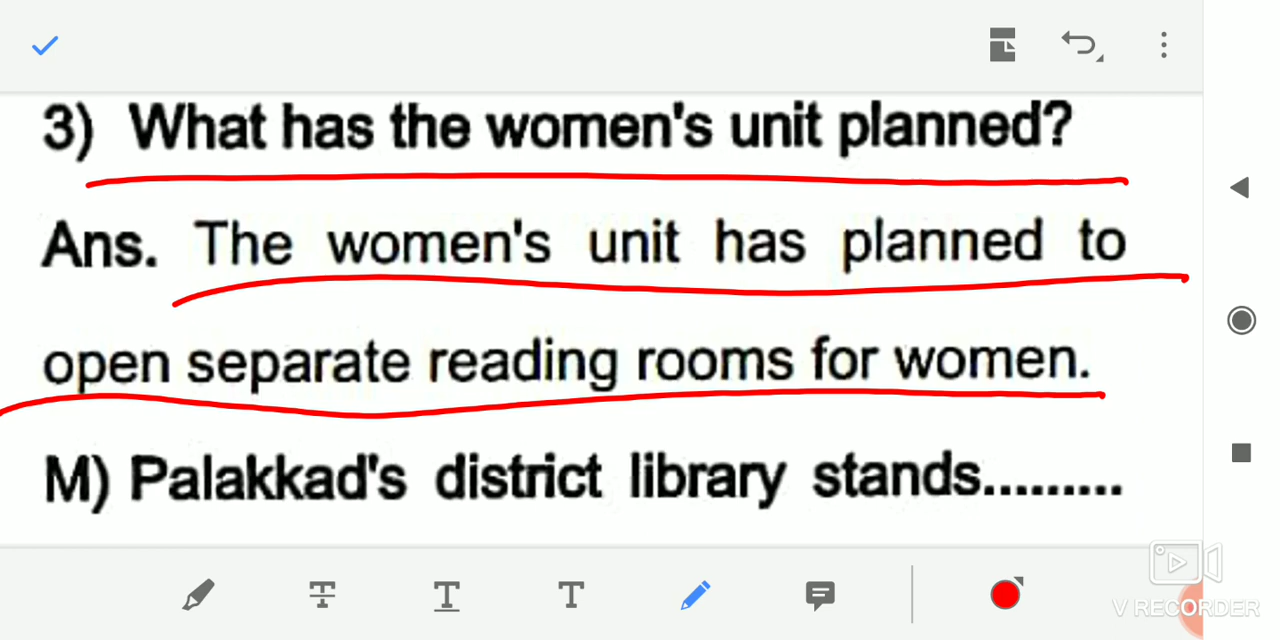 3) What has the women's unit planned?
Ans. The women's unit has planned to
open separate reading rooms for women.
M) Palakkad's district library stands.........
V RECORDER